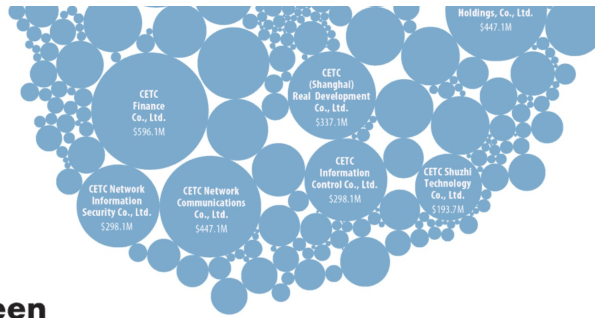 Holdings, Co., Ltd.
$447.1M
CETC
Finance
Co., Ltd.
$596.1M
CETC
(Shanghai)
Real Development
Co., Ltd.
$337.1M
CETC
Information
Control Co., Ltd.
$298.1M
CETC Shuzhi
Technology
Co., Ltd.
$193.7M
CETC Network
Information
Security Co., Ltd.
$298.1M
CETC Network
Communications
Co., Ltd.
$447.1M
een